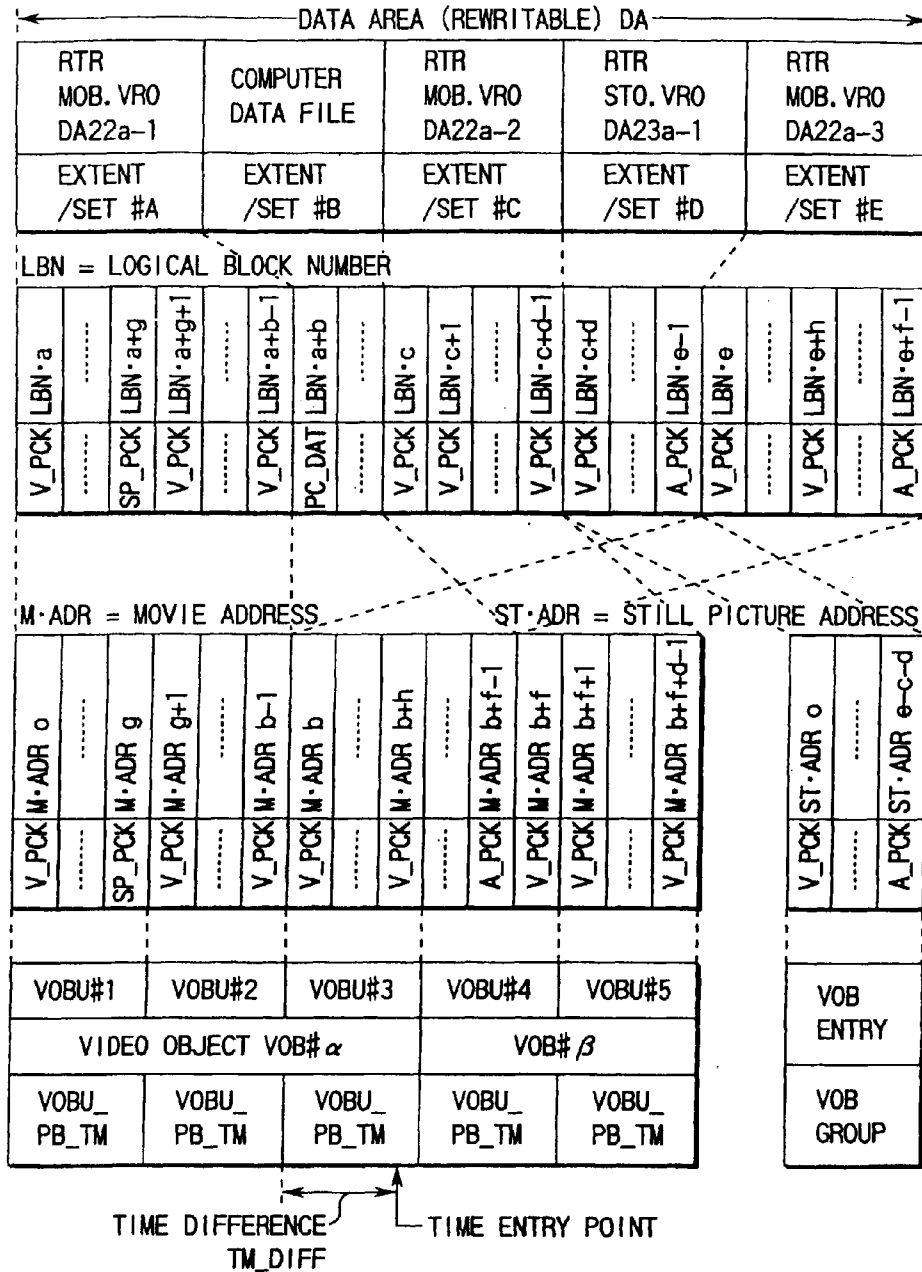 DATA AREA (REWRITABLE) DA
RTR
MOB.VRO
DA22a-1
COMPUTER
DATA FILE
RTR
MOB.VRO
DA22a-2
RTR
STO.VRO
DA23a-1
RTR
MOB.VRO
DA22a-3
EXTENT
/SET #A
EXTENT
/SET #B
EXTENT
/SET #C
EXTENT
/SET #D
EXTENT
/SET #E
LBN = LOGICAL BLOCK NUMBER
V_PCK LBN·a
........
SP_PCK LBN·a+g
V_PCK LBN·a+g+1
........
V_PCK LBN·a+b-1
PC_DAT LBN·a+b
........
V_PCK LBN·c
V_PCK LBN·c+1
........
V_PCK LBN·c+d-1
V_PCK LBN·c+d
........
A_PCK LBN·e-1
V_PCK LBN·e
........
V_PCK LBN·e+h
........
A_PCK LBN·e+f-1
M·ADR = MOVIE ADDRESS
ST·ADR = STILL PICTURE ADDRESS
V_PCK M·ADR o
........
SP_PCK M·ADR g
V_PCK M·ADR g+1
........
V_PCK M·ADR b-1
V_PCK M·ADR b
........
V_PCK M·ADR b+h
........
A_PCK M·ADR b+f-1
V_PCK M·ADR b+f
V_PCK M·ADR b+f+1
........
V_PCK M·ADR b+f+d-1
V_PCK ST·ADR o
........
A_PCK ST·ADR e-c-d
VOBU#1
VOBU#2
VOBU#3
VOBU#4
VOBU#5
VIDEO OBJECT VOB#α
VOB#β
VOBU_
PB_TM
VOBU_
PB_TM
VOBU_
PB_TM
VOBU_
PB_TM
VOBU_
PB_TM
VOB
ENTRY
VOB
GROUP
TIME DIFFERENCE
TM_DIFF
TIME ENTRY POINT